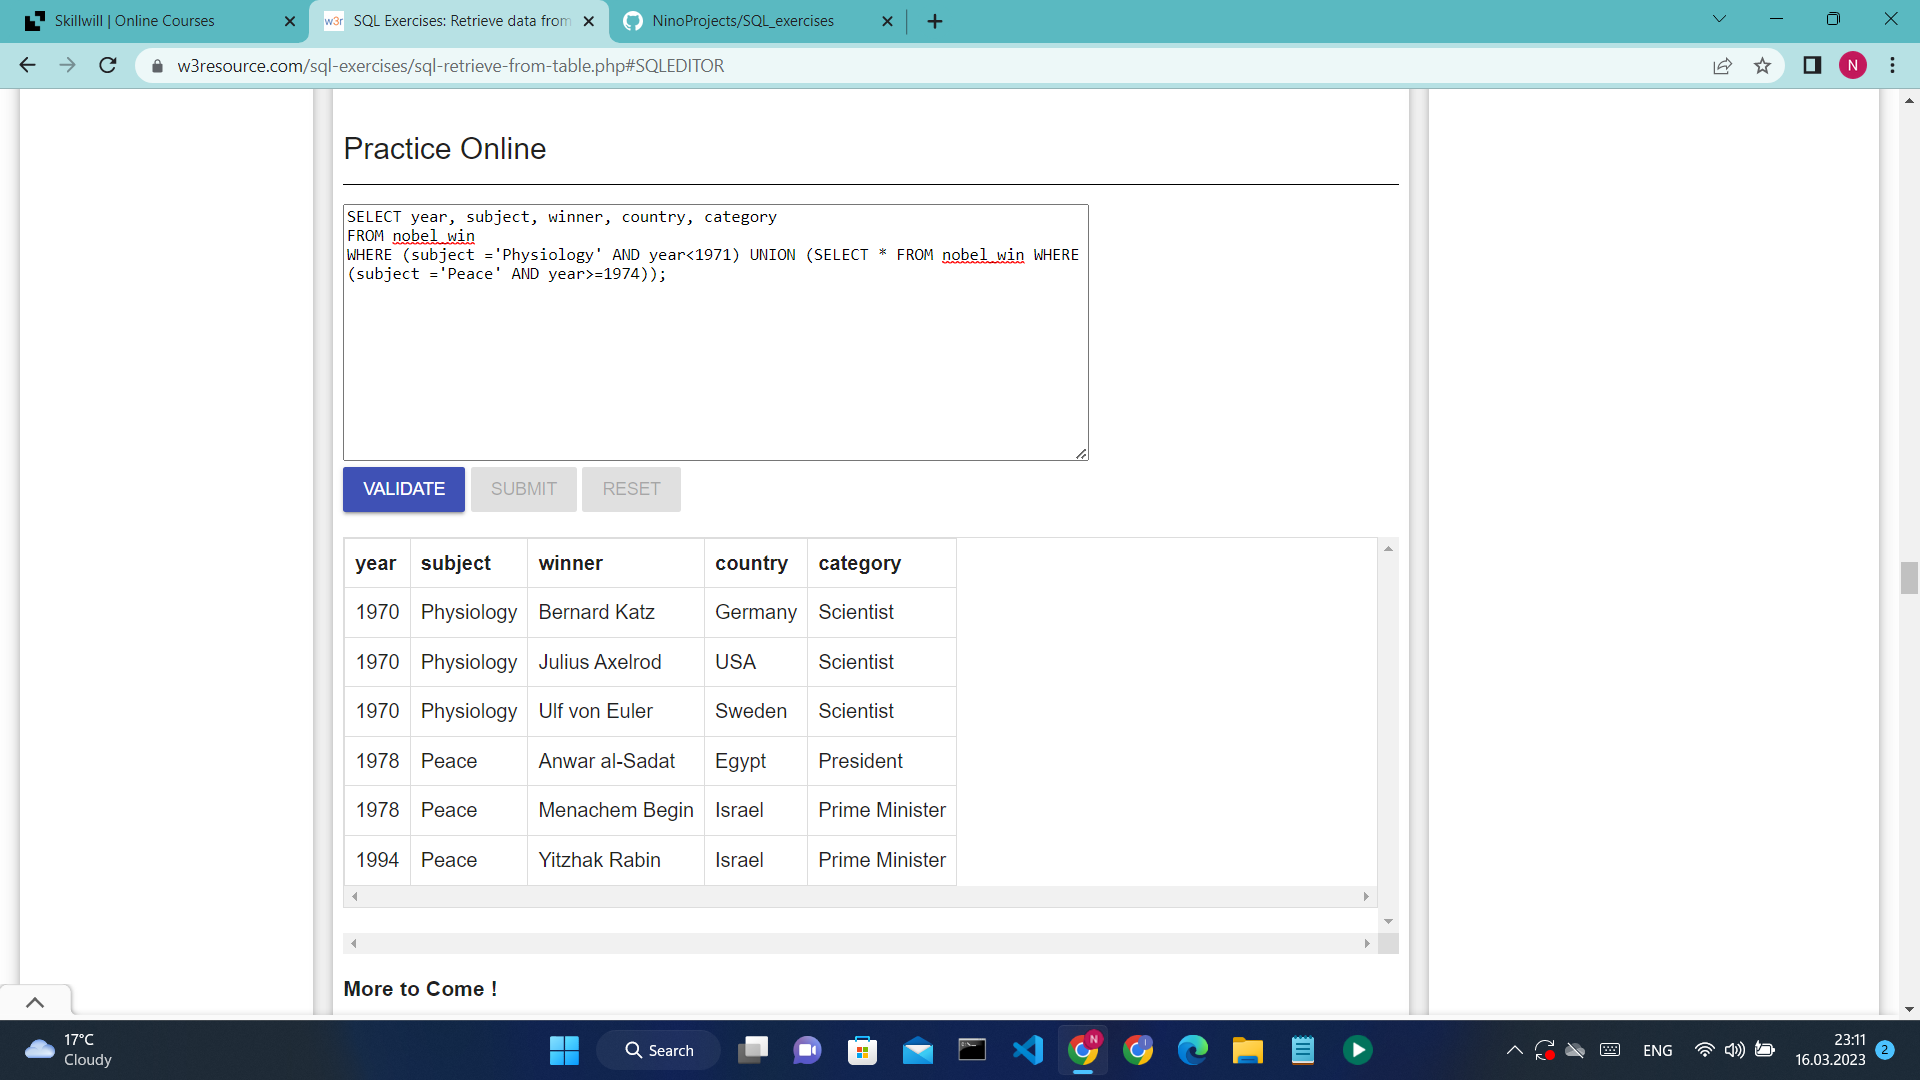 Skillwill | Online Courses
w3r SQL Exercises: Retrieve data from
NinoProjects/SQL_exercises
w3resource.com/sql-exercises/sql-retrieve-from-table.php#SQLEDITOR
N
Practice Online
SELECT year, subject, winner, country, category
FROM nobel_win
WHERE (subject ='Physiology' AND year<1971) UNION (SELECT * FROM nobel_win WHERE
(subject ='Peace' AND year>=1974));
VALIDATE SUBMIT RESET
year subject winner country category
1970 Physiology Bernard Katz Germany Scientist
1970 Physiology Julius Axelrod USA Scientist
1970 Physiology Ulf von Euler Sweden Scientist
1978 Peace Anwar al-Sadat Egypt President
1978 Peace Menachem Begin Israel Prime Minister
1994 Peace Yitzhak Rabin Israel Prime Minister
More to Come !
17°C
Cloudy
Search
N
ENG
23:11
16.03.2023
2